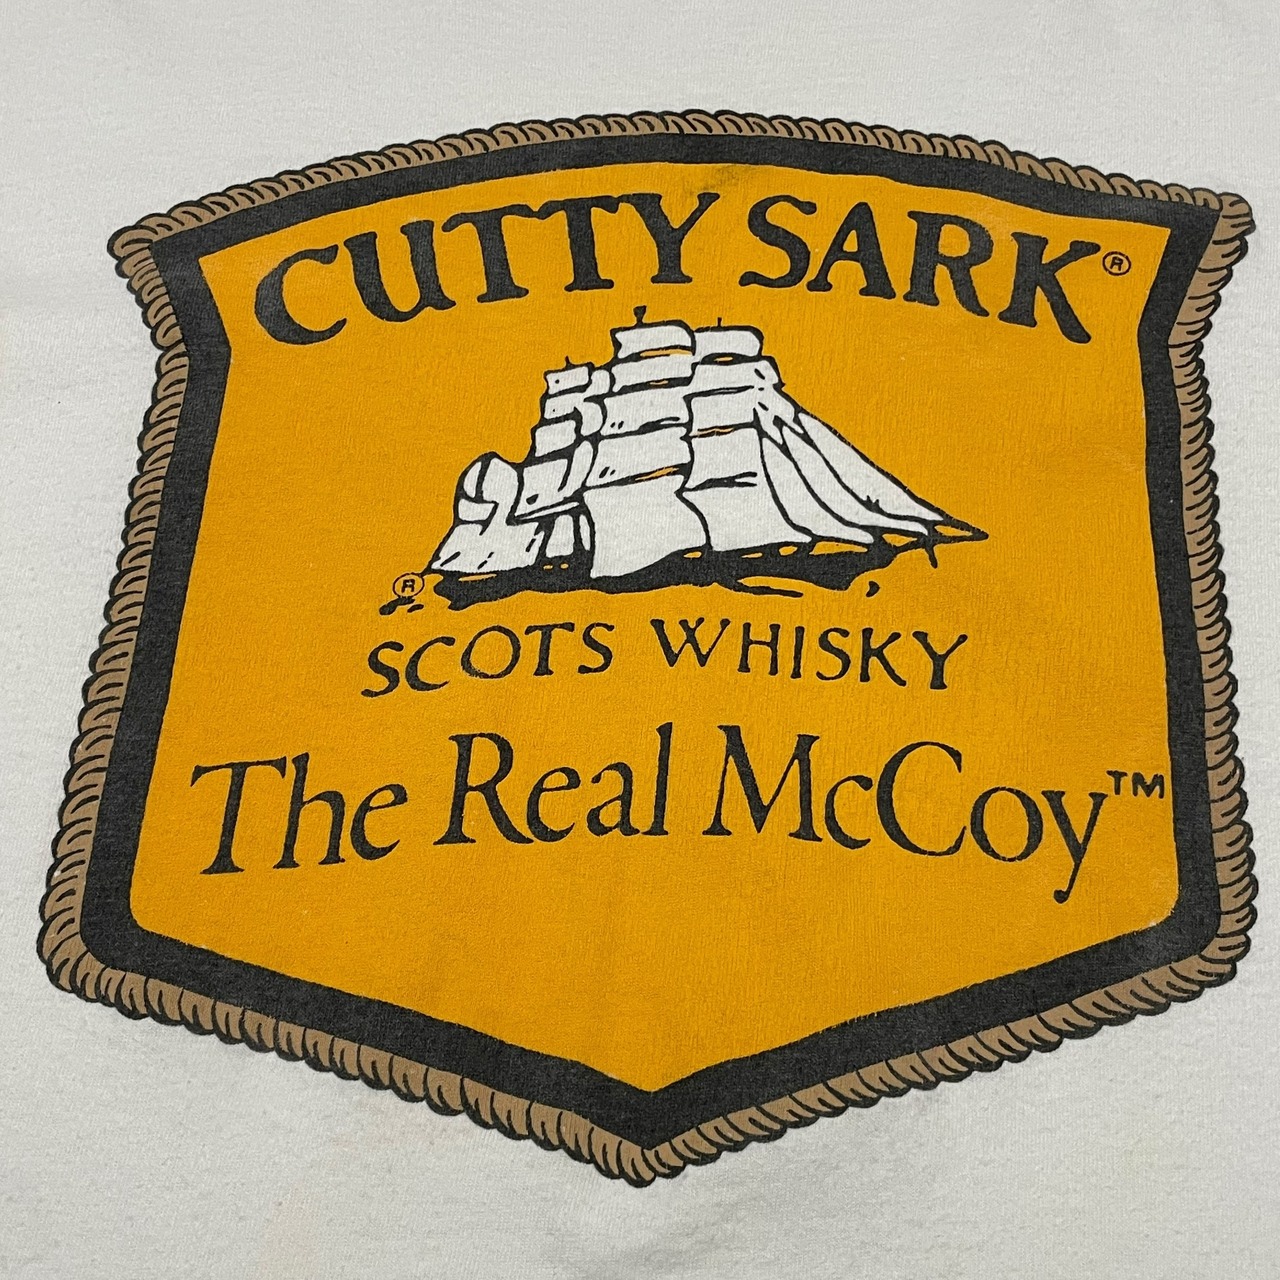 CUTTY SARK®
®
SCOTS WHISKY
The Real McCoy™